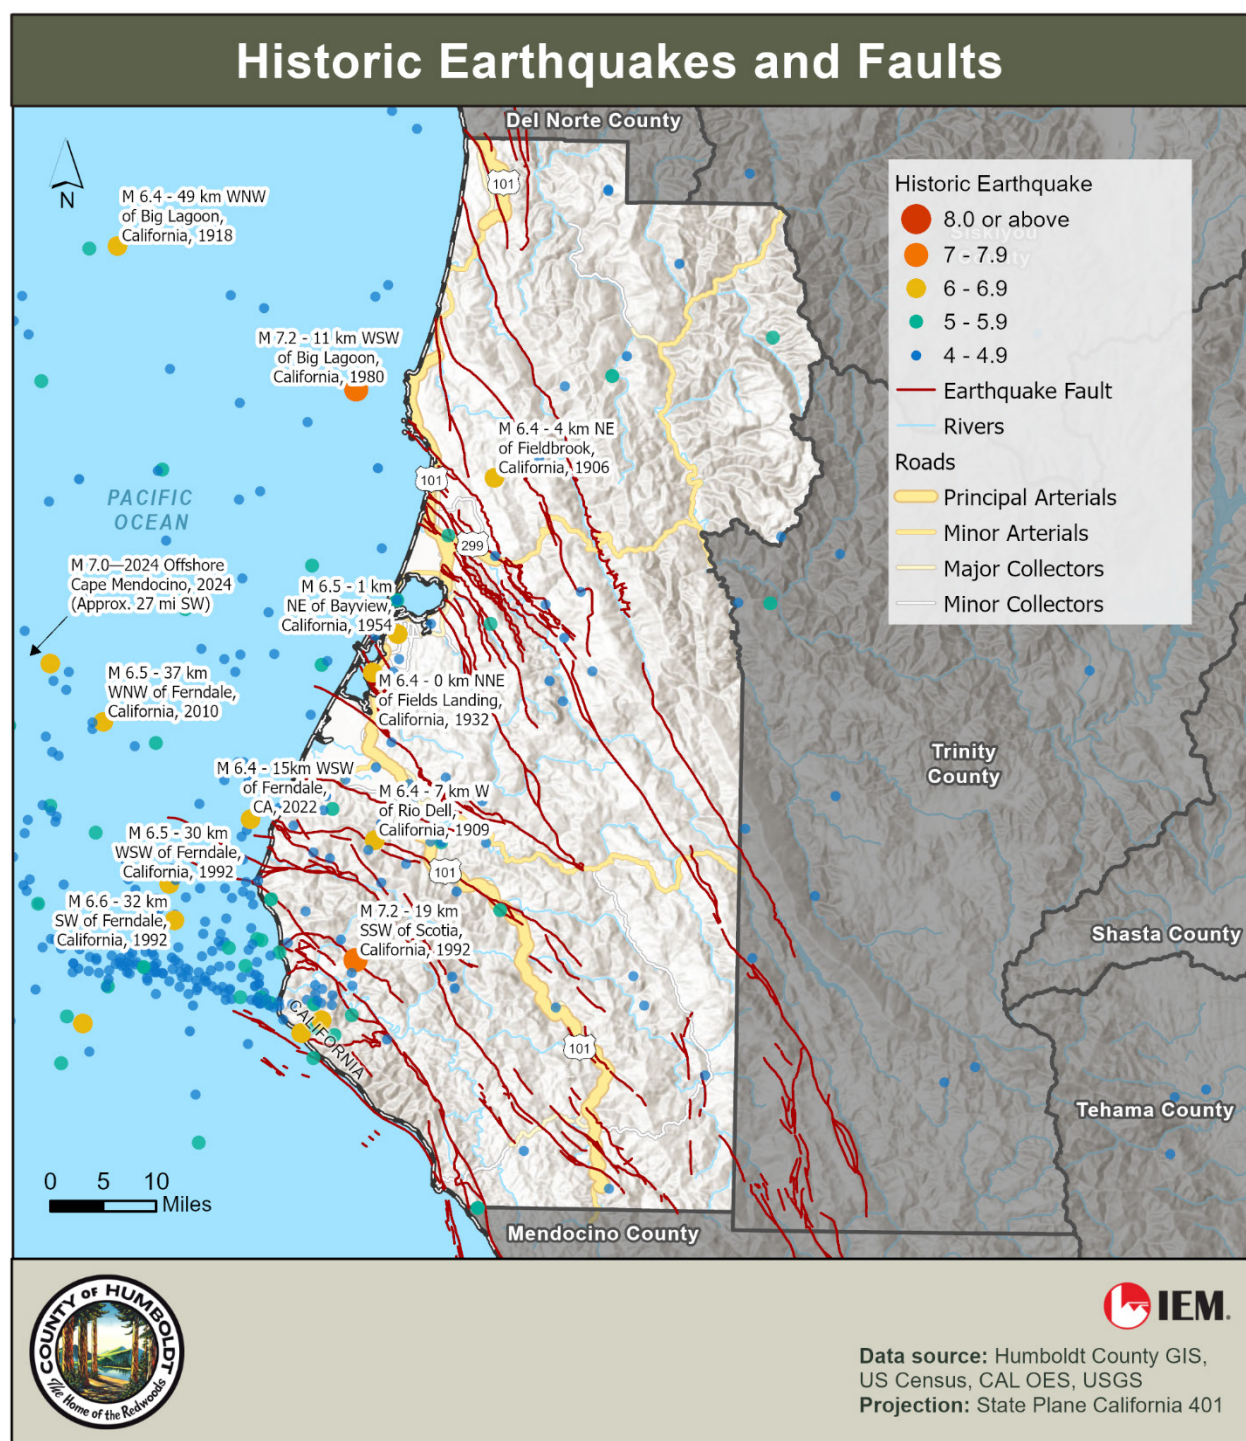 Historic Earthquakes and Faults
Del Norte County
N
M 6.4 - 49 km WNW
of Big Lagoon,
California, 1918
101
Historic Earthquake
8.0 or above
7 - 7.9
6 - 6.9
5 - 5.9
4 - 4.9
Earthquake Fault
Rivers
Roads
Principal Arterials
Minor Arterials
Major Collectors
Minor Collectors
Siskiyou
County
M 7.2 - 11 km WSW
of Big Lagoon,
California, 1980
M 6.4 - 4 km NE
of Fieldbrook,
California, 1906
101
PACIFIC
OCEAN
299
M 7.0—2024 Offshore
Cape Mendocino, 2024
(Approx. 27 mi SW)
M 6.5 - 1 km
NE of Bayview,
California, 1954
M 6.5 - 37 km
WNW of Ferndale,
California, 2010
M 6.4 - 0 km NNE
of Fields Landing,
California, 1932
Trinity
County
M 6.4 - 15km WSW
of Ferndale,
CA, 2022
M 6.4 - 7 km W
of Rio Dell,
California, 1909
M 6.5 - 30 km
WSW of Ferndale,
California, 1992
101
M 6.6 - 32 km
SW of Ferndale,
California, 1992
M 7.2 - 19 km
SSW of Scotia,
California, 1992
Shasta County
CALIFORNIA
101
Tehama County
0 5 10
Miles
Mendocino County
COUNTY OF HUMBOLDT
The Home of the Redwoods
IEM.
Data source: Humboldt County GIS,
US Census, CAL OES, USGS
Projection: State Plane California 401